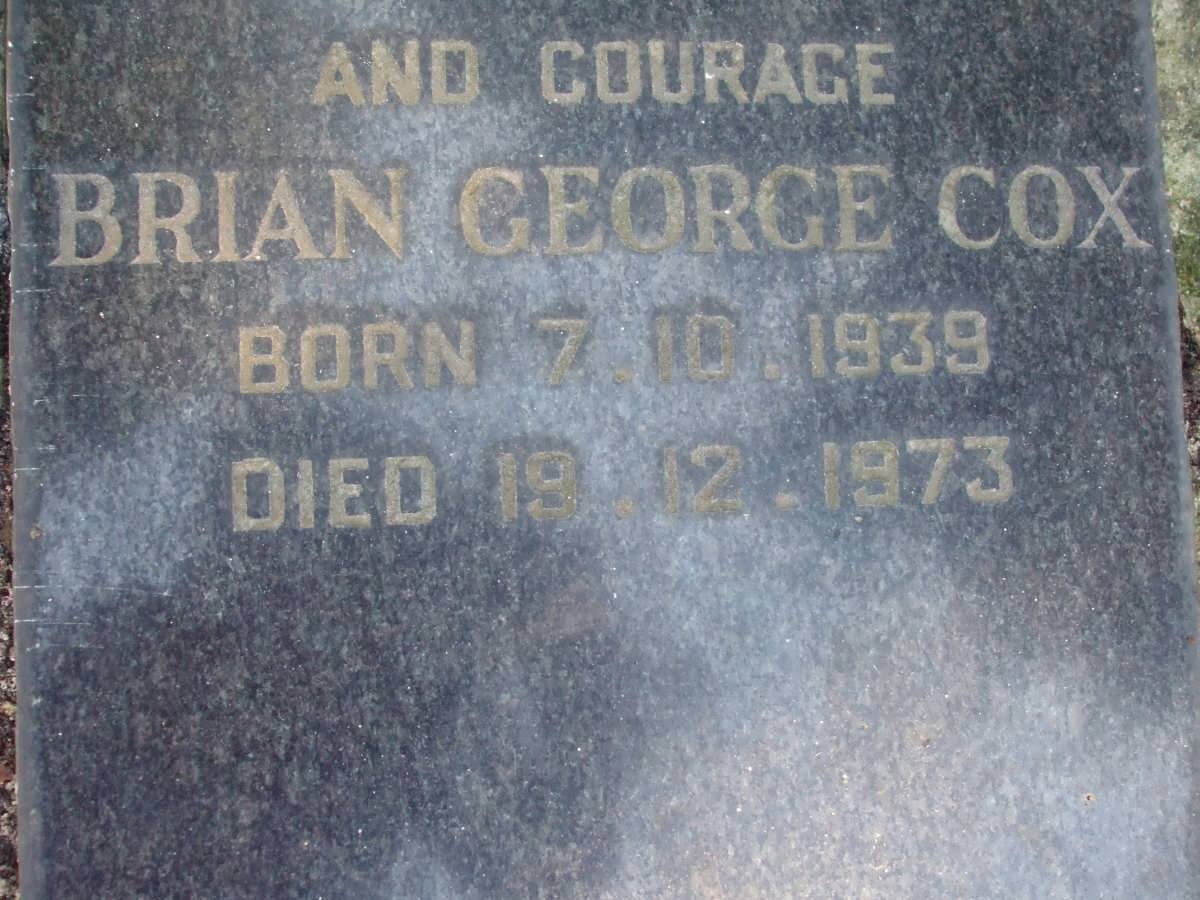 AND COURAGE
BRIAN GEORGE COX
BORN 7.10.1939
DIED 19.12.1973